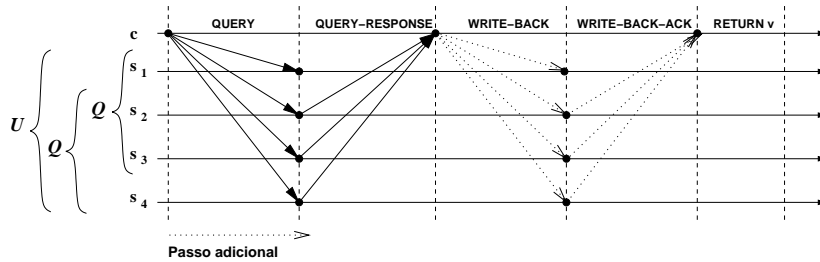 QUERY QUERY–RESPONSE WRITE–BACK WRITE–BACK–ACK RETURN v
c
s 1
s 2
s 3
s 4
U
Q
Q
Passo adicional